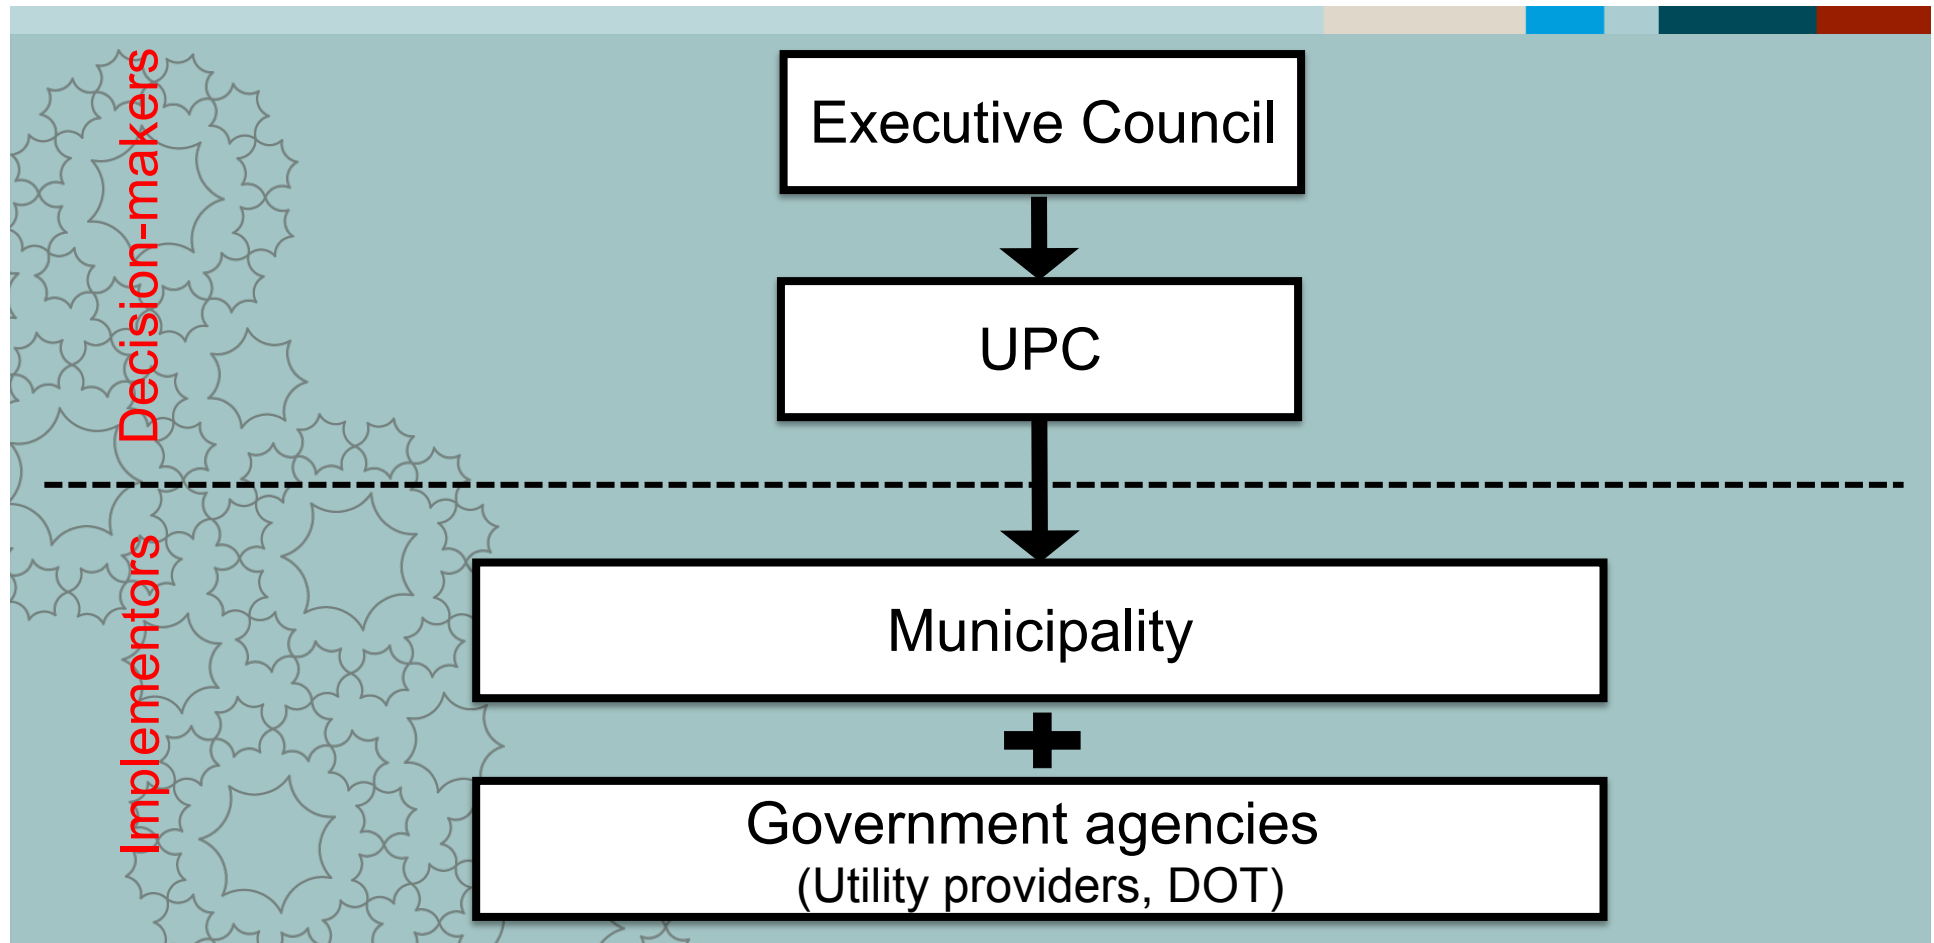 Decision-makers
Executive Council
UPC
Implementors
Municipality
Government agencies
(Utility providers, DOT)